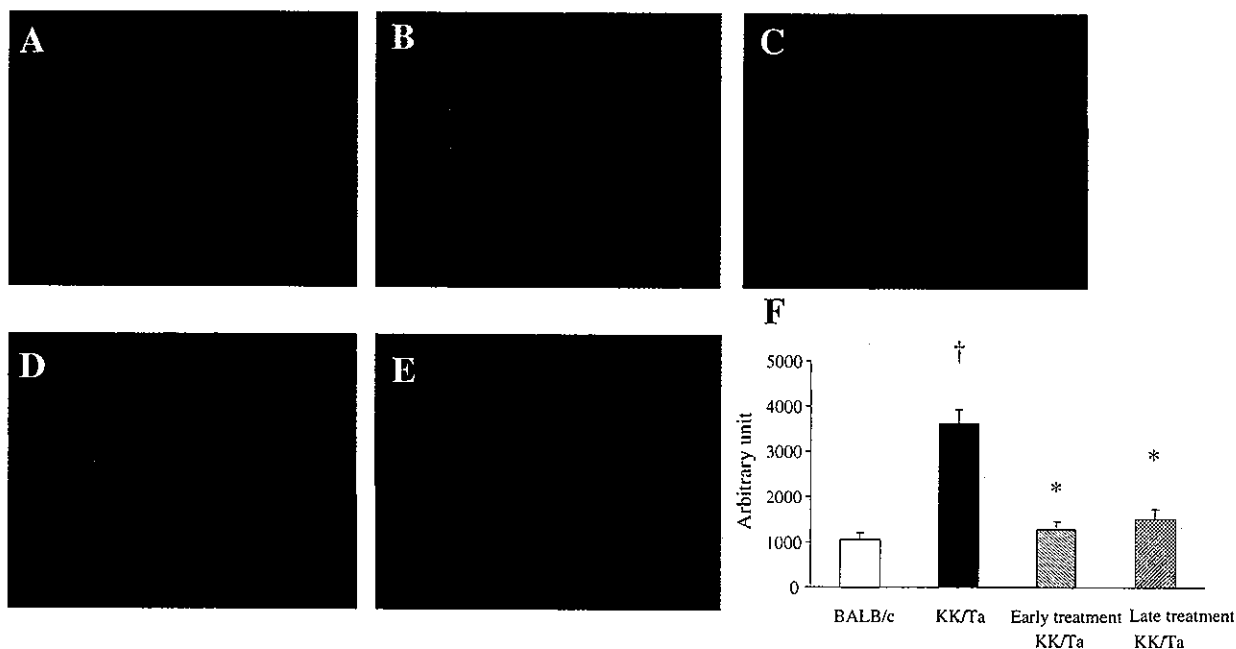 A
B
C
D
E
F
†
*
*
Arbitrary unit
5000
4000
3000
2000
1000
0
BALB/c
KK/Ta
Early treatment
KK/Ta
Late treatment
KK/Ta